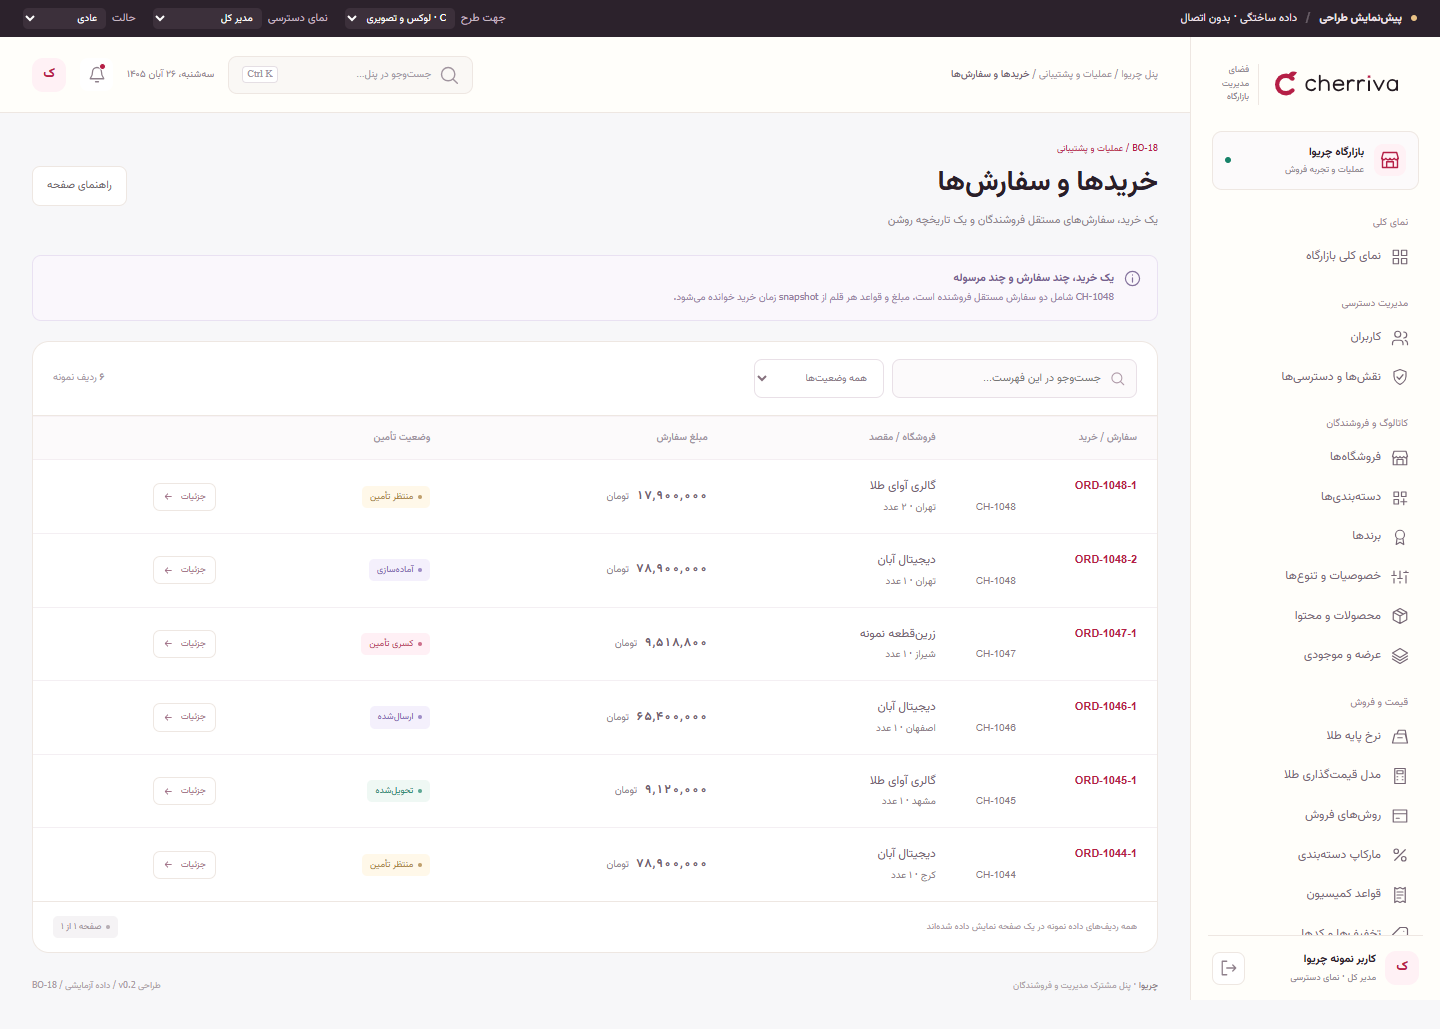 پیش‌نمایش طراحی / داده ساختگی · بدون اتصال
جهت طرح C · لوکس و تصویری نمای دسترسی مدیر کل حالت عادی
cherriva
فضای مدیریت بازارگاه
پنل چریوا / عملیات و پشتیبانی / خریدها و سفارش‌ها
جست‌وجو در پنل... Ctrl K
سه‌شنبه، ۲۶ آبان ۱۴۰۵
ک
بازارگاه چریوا
عملیات و تجربه فروش
نمای کلی
نمای کلی بازارگاه
مدیریت دسترسی
کاربران
نقش‌ها و دسترسی‌ها
کاتالوگ و فروشندگان
فروشگاه‌ها
دسته‌بندی‌ها
برندها
خصوصیات و تنوع‌ها
محصولات و محتوا
عرضه و موجودی
قیمت و فروش
نرخ پایه طلا
مدل قیمت‌گذاری طلا
روش‌های فروش
مارکاپ دسته‌بندی
قواعد کمیسیون
تخفیف‌ها و کدها
ک
کاربر نمونه چریوا
مدیر کل · نمای دسترسی
BO-18 / عملیات و پشتیبانی
خریدها و سفارش‌ها
یک خرید، سفارش‌های مستقل فروشندگان و یک تاریخچه روشن
راهنمای صفحه
یک خرید، چند سفارش و چند مرسوله
CH-1048 شامل دو سفارش مستقل فروشنده است. مبلغ و قواعد هر قلم از snapshot زمان خرید خوانده می‌شود.
جست‌وجو در این فهرست... همه وضعیت‌ها ۶ ردیف نمونه
سفارش / خرید فروشگاه / مقصد مبلغ سفارش وضعیت تأمین
ORD-1048-1 گالری آوای طلا ۱۷,۹۰۰,۰۰۰ تومان منتظر تأمین جزئیات ←
CH-1048 تهران · ۲ عدد
ORD-1048-2 دیجیتال آبان ۷۸,۹۰۰,۰۰۰ تومان آماده‌سازی جزئیات ←
CH-1048 تهران · ۱ عدد
ORD-1047-1 زرین‌قطعه نمونه ۹,۵۱۸,۸۰۰ تومان کسری تأمین جزئیات ←
CH-1047 شیراز · ۱ عدد
ORD-1046-1 دیجیتال آبان ۶۵,۴۰۰,۰۰۰ تومان ارسال‌شده جزئیات ←
CH-1046 اصفهان · ۱ عدد
ORD-1045-1 گالری آوای طلا ۹,۱۲۰,۰۰۰ تومان تحویل‌شده جزئیات ←
CH-1045 مشهد · ۱ عدد
ORD-1044-1 دیجیتال آبان ۷۸,۹۰۰,۰۰۰ تومان منتظر تأمین جزئیات ←
CH-1044 کرج · ۱ عدد
همه ردیف‌های داده نمونه در یک صفحه نمایش داده شده‌اند صفحه ۱ از ۱
چریوا · پنل مشترک مدیریت و فروشندگان
طراحی v0.2 / داده آزمایشی / BO-18